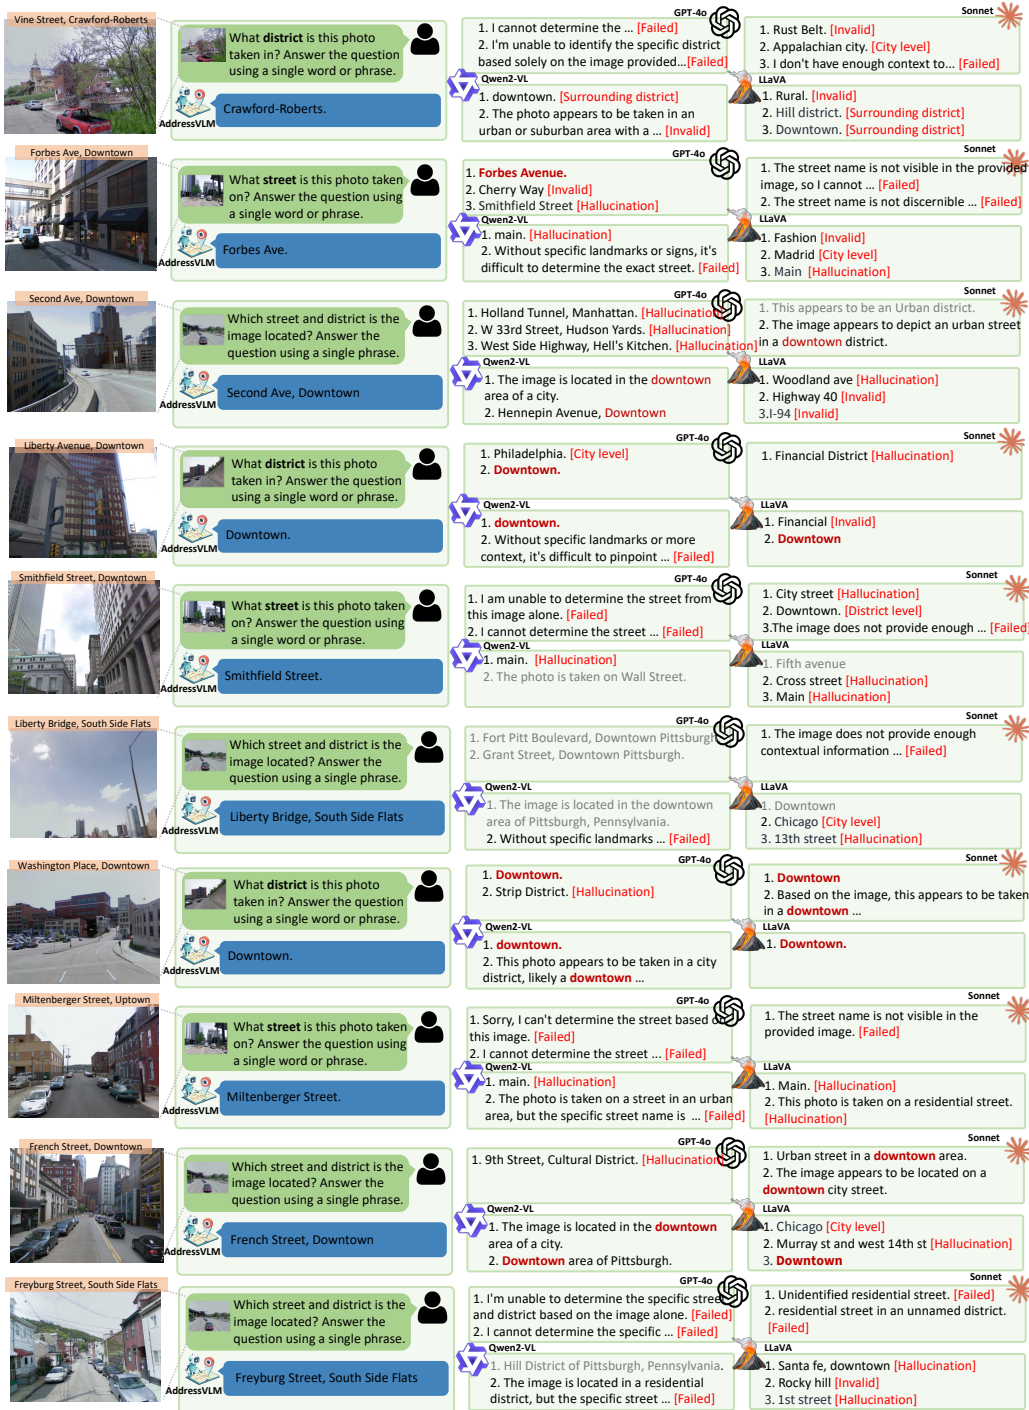 Vine Street, Crawford-Roberts
What district is this photo
taken in? Answer the question
using a single word or phrase.
AddressVLM
Crawford-Roberts.
GPT-4o
1. I cannot determine the ... [Failed]
2. I'm unable to identify the specific district
based solely on the image provided...[Failed]
Qwen2-VL
1. downtown. [Surrounding district]
2. The photo appears to be taken in an
urban or suburban area with a ... [Invalid]
Sonnet
1. Rust Belt. [Invalid]
2. Appalachian city. [City level]
3. I don't have enough context to... [Failed]
LLaVA
1. Rural. [Invalid]
2. Hill district. [Surrounding district]
3. Downtown. [Surrounding district]
Forbes Ave, Downtown
What street is this photo taken
on? Answer the question using
a single word or phrase.
AddressVLM
Forbes Ave.
GPT-4o
1. Forbes Avenue.
2. Cherry Way [Invalid]
3. Smithfield Street [Hallucination]
Qwen2-VL
1. main. [Hallucination]
2. Without specific landmarks or signs, it's
difficult to determine the exact street. [Failed]
Sonnet
1. The street name is not visible in the provided
image, so I cannot ... [Failed]
2. The street name is not discernible ... [Failed]
LLaVA
1. Fashion [Invalid]
2. Madrid [City level]
3. Main [Hallucination]
Second Ave, Downtown
Which street and district is the
image located? Answer the
question using a single phrase.
AddressVLM
Second Ave, Downtown
GPT-4o
1. Holland Tunnel, Manhattan. [Hallucination]
2. W 33rd Street, Hudson Yards. [Hallucination]
3. West Side Highway, Hell's Kitchen. [Hallucination]
Qwen2-VL
1. The image is located in the downtown
area of a city.
2. Hennepin Avenue, Downtown
Sonnet
1. This appears to be an Urban district.
2. The image appears to depict an urban street
in a downtown district.
LLaVA
1. Woodland ave [Hallucination]
2. Highway 40 [Invalid]
3.I-94 [Invalid]
Liberty Avenue, Downtown
What district is this photo
taken in? Answer the question
using a single word or phrase.
AddressVLM
Downtown.
GPT-4o
1. Philadelphia. [City level]
2. Downtown.
Qwen2-VL
1. downtown.
2. Without specific landmarks or more
context, it's difficult to pinpoint ... [Failed]
Sonnet
1. Financial District [Hallucination]
LLaVA
1. Financial [Invalid]
2. Downtown
Smithfield Street, Downtown
What street is this photo taken
on? Answer the question using
a single word or phrase.
AddressVLM
Smithfield Street.
GPT-4o
1. I am unable to determine the street from
this image alone. [Failed]
2. I cannot determine the street ... [Failed]
Qwen2-VL
1. main. [Hallucination]
2. The photo is taken on Wall Street.
Sonnet
1. City street [Hallucination]
2. Downtown. [District level]
3.The image does not provide enough ... [Failed]
LLaVA
1. Fifth avenue
2. Cross street [Hallucination]
3. Main [Hallucination]
Liberty Bridge, South Side Flats
Which street and district is the
image located? Answer the
question using a single phrase.
AddressVLM
Liberty Bridge, South Side Flats
GPT-4o
1. Fort Pitt Boulevard, Downtown Pittsburgh
2. Grant Street, Downtown Pittsburgh.
Qwen2-VL
1. The image is located in the downtown
area of Pittsburgh, Pennsylvania.
2. Without specific landmarks ... [Failed]
Sonnet
1. The image does not provide enough
contextual information ... [Failed]
LLaVA
1. Downtown
2. Chicago [City level]
3. 13th street [Hallucination]
Washington Place, Downtown
What district is this photo
taken in? Answer the question
using a single word or phrase.
AddressVLM
Downtown.
GPT-4o
1. Downtown.
2. Strip District. [Hallucination]
Qwen2-VL
1. downtown.
2. This photo appears to be taken in a city
district, likely a downtown ...
Sonnet
1. Downtown
2. Based on the image, this appears to be taken
in a downtown ...
LLaVA
1. Downtown.
Miltenberger Street, Uptown
What street is this photo taken
on? Answer the question using
a single word or phrase.
AddressVLM
Miltenberger Street.
GPT-4o
1. Sorry, I can't determine the street based on
this image. [Failed]
2. I cannot determine the street ... [Failed]
Qwen2-VL
1. main. [Hallucination]
2. The photo is taken on a street in an urban
area, but the specific street name is ... [Failed]
Sonnet
1. The street name is not visible in the
provided image. [Failed]
LLaVA
1. Main. [Hallucination]
2. This photo is taken on a residential street.
[Hallucination]
French Street, Downtown
Which street and district is the
image located? Answer the
question using a single phrase.
AddressVLM
French Street, Downtown
GPT-4o
1. 9th Street, Cultural District. [Hallucination]
Qwen2-VL
1. The image is located in the downtown
area of a city.
2. Downtown area of Pittsburgh.
Sonnet
1. Urban street in a downtown area.
2. The image appears to be located on a
downtown city street.
LLaVA
1. Chicago [City level]
2. Murray st and west 14th st [Hallucination]
3. Downtown
Freyburg Street, South Side Flats
Which street and district is the
image located? Answer the
question using a single phrase.
AddressVLM
Freyburg Street, South Side Flats
GPT-4o
1. I'm unable to determine the specific street
and district based on the image alone. [Failed]
2. I cannot determine the specific ... [Failed]
Qwen2-VL
1. Hill District of Pittsburgh, Pennsylvania.
2. The image is located in a residential
district, but the specific street ... [Failed]
Sonnet
1. Unidentified residential street. [Failed]
2. residential street in an unnamed district.
[Failed]
LLaVA
1. Santa fe, downtown [Hallucination]
2. Rocky hill [Invalid]
3. 1st street [Hallucination]